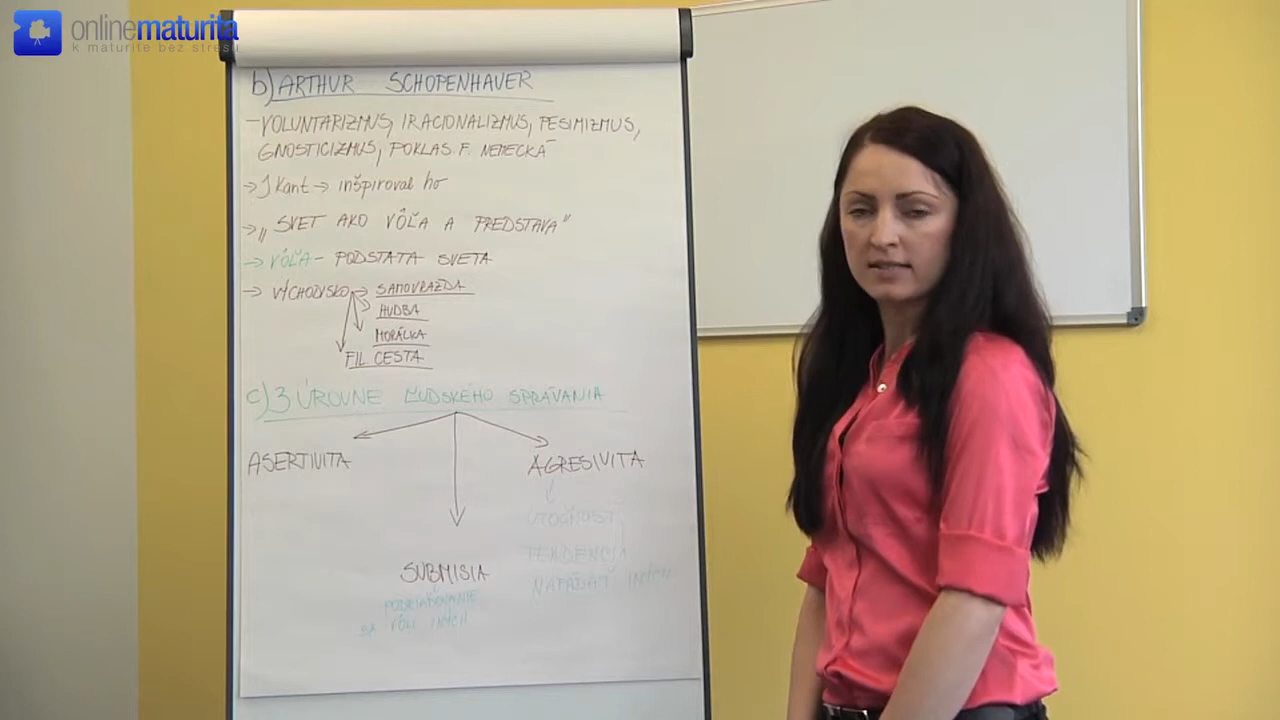 onlinematurita
k maturite bez stresu
b) ARTHUR SCHOPENHAUER
- VOLUNTARIZMUS, IRACIONALIZMUS, PESIMIZMUS,
GNOSTICIZMUS, POKLAS. F. NEMECKÁ
→ I Kant → inšpiroval ho
→ „SVET AKO VÔĽA A PREDSTAVA"
→ VÔĽA - PODSTATA SVETA
→ VÝCHODISKO → SAMOVRAŽDA
HUDBA
MORÁLKA
FIL. CESTA
c) 3 ÚROVNE ĽUDSKÉHO SPRÁVANIA
ASERTIVITA
AGRESIVITA
ÚTOČNOSŤ
TENDENCIA
NAPÁDAŤ INÝCH
SUBMISIA
PODRIAĎOVANIE
SA VÔLI INÝCH